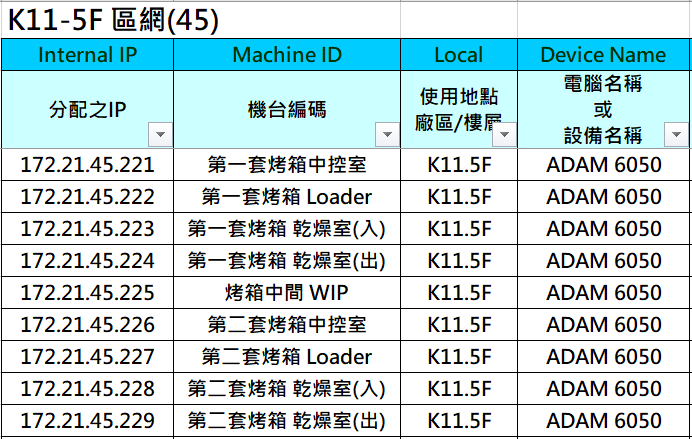 K11-5F 區網(45)
Internal IP Machine ID Local Device Name
分配之IP 機台編碼 使用地點 廠區/樓層 電腦名稱 或 設備名稱
172.21.45.221 第一套烤箱中控室 K11.5F ADAM 6050
172.21.45.222 第一套烤箱 Loader K11.5F ADAM 6050
172.21.45.223 第一套烤箱 乾燥室(入) K11.5F ADAM 6050
172.21.45.224 第一套烤箱 乾燥室(出) K11.5F ADAM 6050
172.21.45.225 烤箱中間 WIP K11.5F ADAM 6050
172.21.45.226 第二套烤箱中控室 K11.5F ADAM 6050
172.21.45.227 第二套烤箱 Loader K11.5F ADAM 6050
172.21.45.228 第二套烤箱 乾燥室(入) K11.5F ADAM 6050
172.21.45.229 第二套烤箱 乾燥室(出) K11.5F ADAM 6050